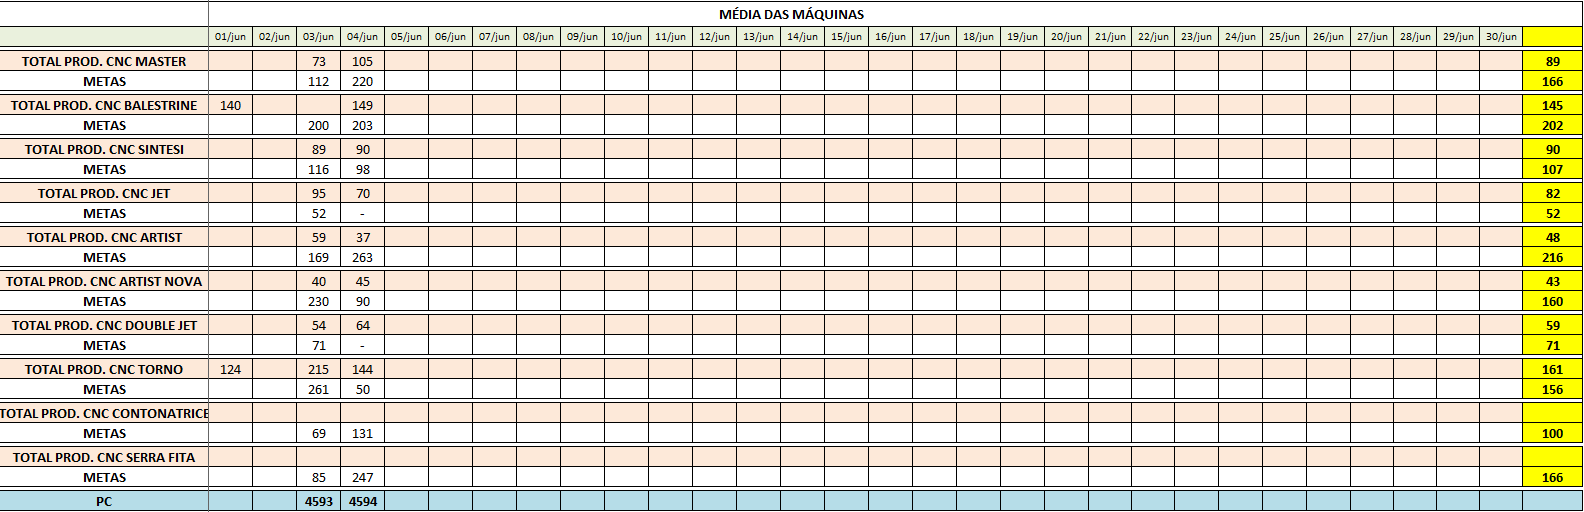 MÉDIA DAS MÁQUINAS
01/jun 02/jun 03/jun 04/jun 05/jun 06/jun 07/jun 08/jun 09/jun 10/jun 11/jun 12/jun 13/jun 14/jun 15/jun 16/jun 17/jun 18/jun 19/jun 20/jun 21/jun 22/jun 23/jun 24/jun 25/jun 26/jun 27/jun 28/jun 29/jun 30/jun
TOTAL PROD. CNC MASTER 73 105 89
METAS 112 220 166
TOTAL PROD. CNC BALESTRINE 140 149 145
METAS 200 203 202
TOTAL PROD. CNC SINTESI 89 90 90
METAS 116 98 107
TOTAL PROD. CNC JET 95 70 82
METAS 52 - 52
TOTAL PROD. CNC ARTIST 59 37 48
METAS 169 263 216
TOTAL PROD. CNC ARTIST NOVA 40 45 43
METAS 230 90 160
TOTAL PROD. CNC DOUBLE JET 54 64 59
METAS 71 - 71
TOTAL PROD. CNC TORNO 124 215 144 161
METAS 261 50 156
TOTAL PROD. CNC CONTONATRICE
METAS 69 131 100
TOTAL PROD. CNC SERRA FITA
METAS 85 247 166
PC 4593 4594